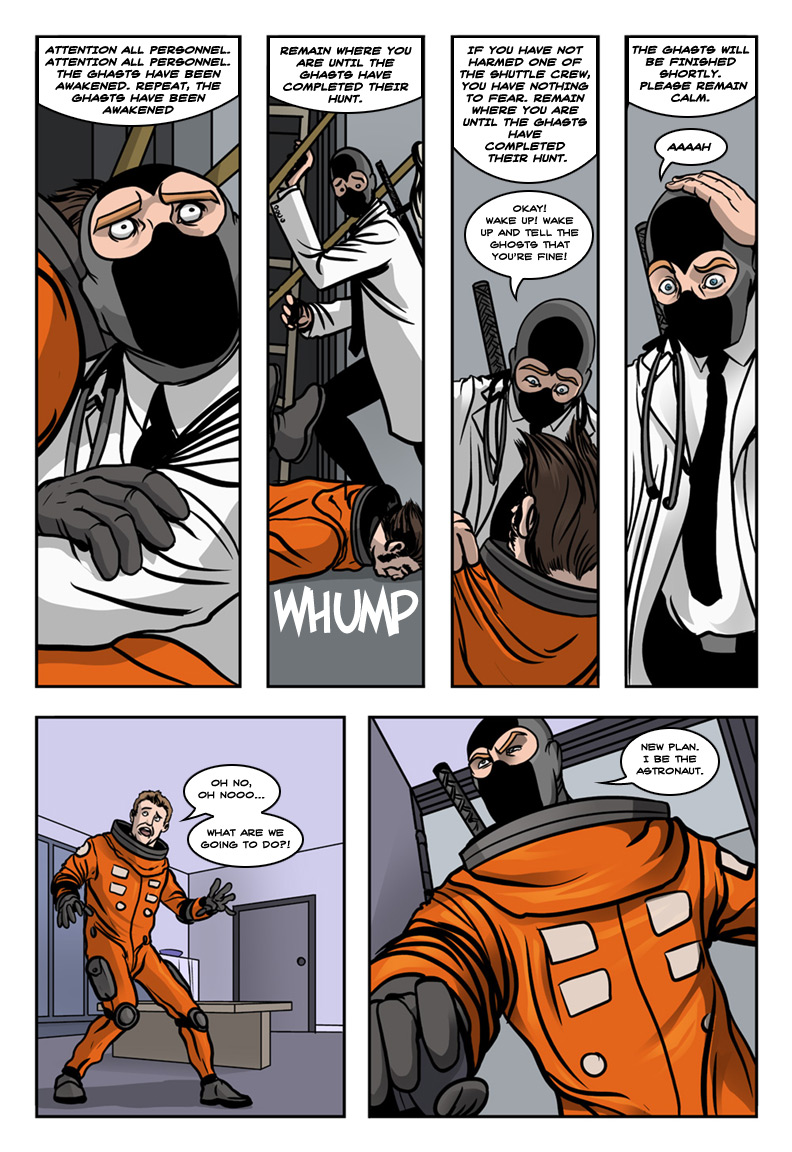 ATTENTION ALL PERSONNEL.
ATTENTION ALL PERSONNEL.
THE GHASTS HAVE BEEN
AWAKENED. REPEAT, THE
GHASTS HAVE BEEN
AWAKENED
REMAIN WHERE YOU
ARE UNTIL THE
GHASTS HAVE
COMPLETED THEIR
HUNT.
WHUMP
IF YOU HAVE NOT
HARMED ONE OF
THE SHUTTLE CREW,
YOU HAVE NOTHING
TO FEAR. REMAIN
WHERE YOU ARE
UNTIL THE GHASTS
HAVE
COMPLETED
THEIR HUNT.
OKAY!
WAKE UP! WAKE
UP AND TELL THE
GHOSTS THAT
YOU'RE FINE!
THE GHASTS WILL
BE FINISHED
SHORTLY.
PLEASE REMAIN
CALM.
AAAAH
OH NO,
OH NOOO...
WHAT ARE WE
GOING TO DO?!
NEW PLAN.
I BE THE
ASTRONAUT.